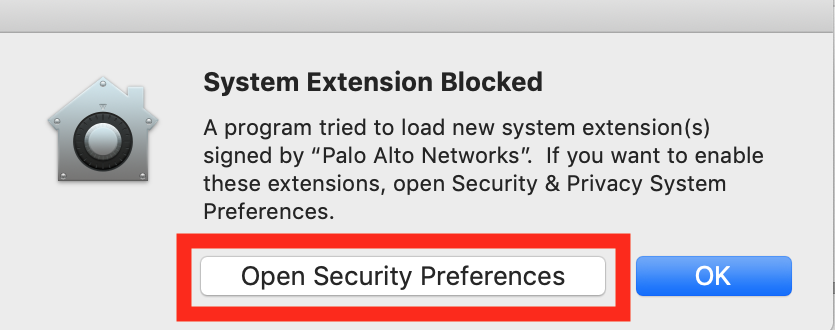 System Extension Blocked
A program tried to load new system extension(s)
signed by “Palo Alto Networks”.  If you want to enable
these extensions, open Security & Privacy System
Preferences.
Open Security Preferences
OK